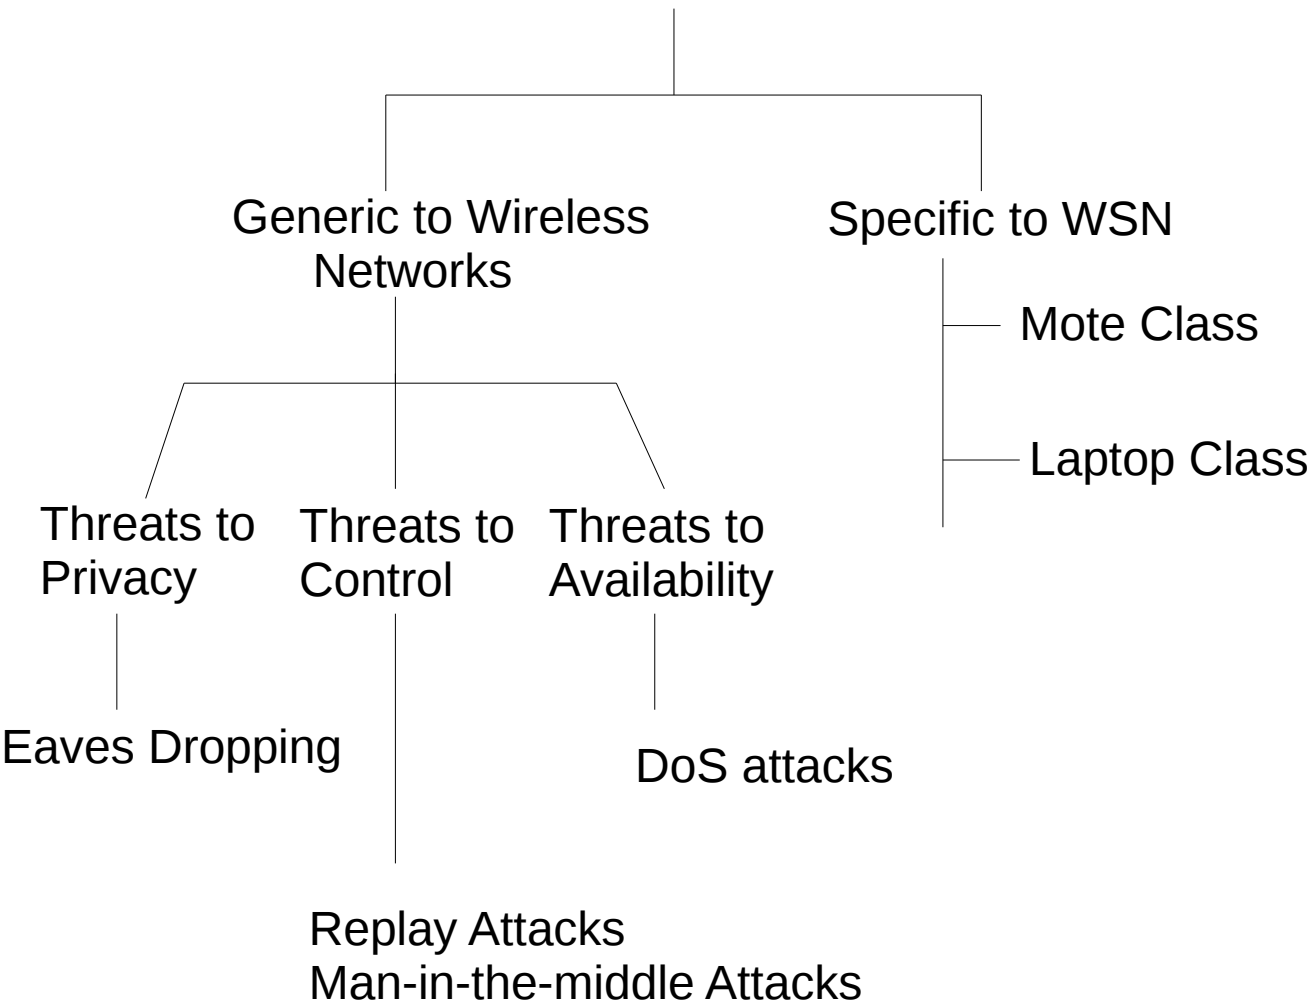 Generic to Wireless
Networks
Specific to WSN
Mote Class
Laptop Class
Threats to
Privacy
Threats to
Control
Threats to
Availability
Eaves Dropping
DoS attacks
Replay Attacks
Man-in-the-middle Attacks